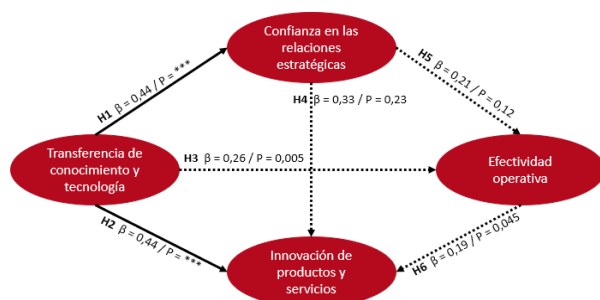 Confianza en las
relaciones
estratégicas
H1 β = 0,44 / P = ***
H5 β = 0,21 / P = 0,12
H4 β = 0,33 / P = 0,23
Transferencia de
conocimiento y
tecnología
H3 β = 0,26 / P = 0,005
Efectividad
operativa
H2 β = 0,44 / P = ***
H6 β = 0,19 / P = 0,045
Innovación de
productos y
servicios